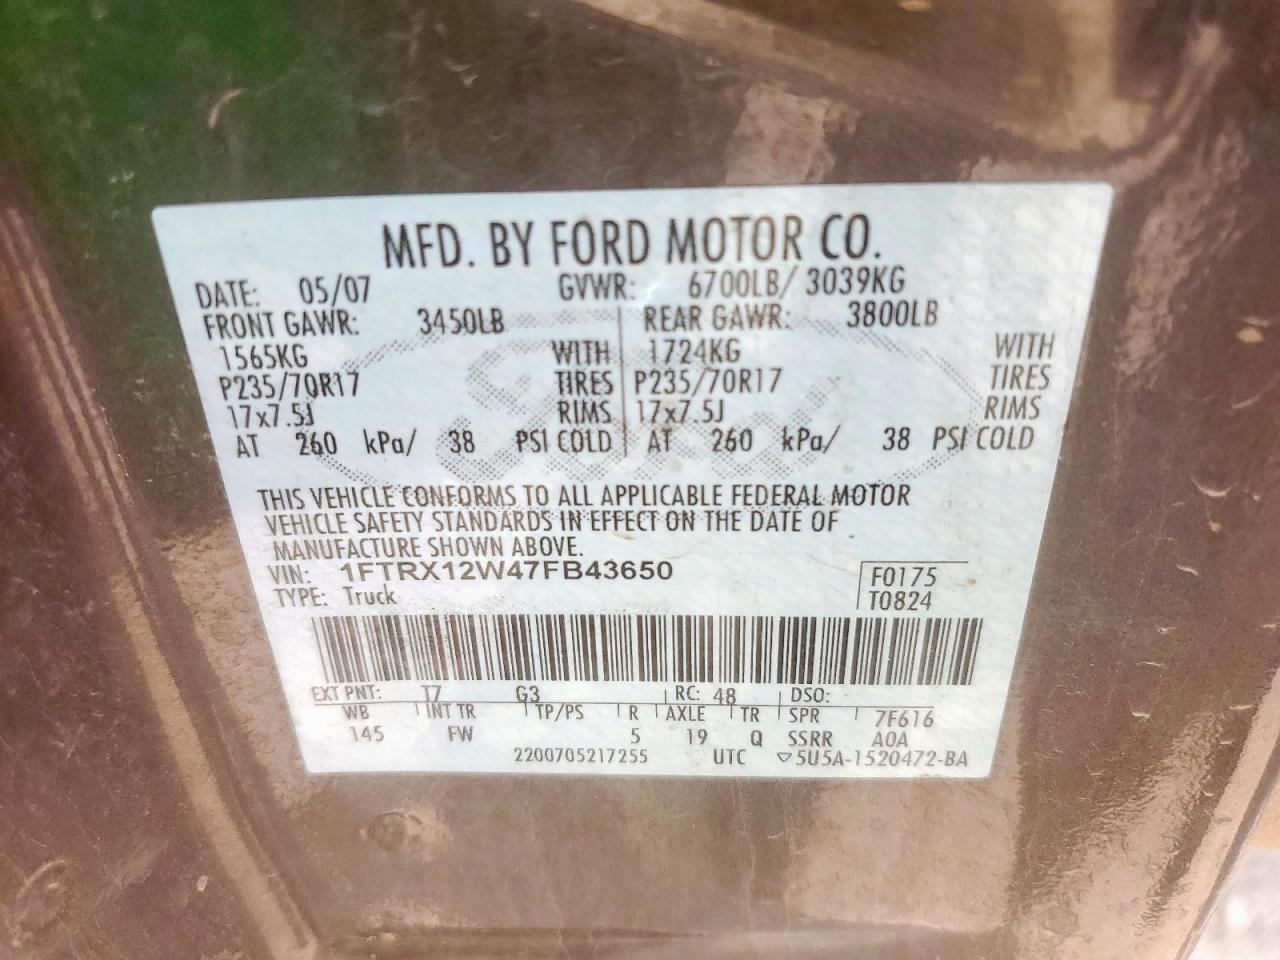 MFD. BY FORD MOTOR CO.
DATE: 05/07 GVWR: 6700LB/ 3039KG
FRONT GAWR: 3450LB REAR GAWR: 3800LB
1565KG WITH 1724KG WITH
P235/70R17 TIRES P235/70R17 TIRES
17x7.5J RIMS 17x7.5J RIMS
AT 260 kPa/ 38 PSI COLD AT 260 kPa/ 38 PSI COLD
THIS VEHICLE CONFORMS TO ALL APPLICABLE FEDERAL MOTOR
VEHICLE SAFETY STANDARDS IN EFFECT ON THE DATE OF
MANUFACTURE SHOWN ABOVE.
VIN: 1FTRX12W47FB43650 F0175
TYPE: Truck T0824
EXT PNT: T7 G3 RC: 48 DSO:
WB INT TR TP/PS R AXLE TR SPR 7F616
145 FW 5 19 Q SSRR A0A
2200705217255 UTC ▽5U5A-1520472-BA
Ford